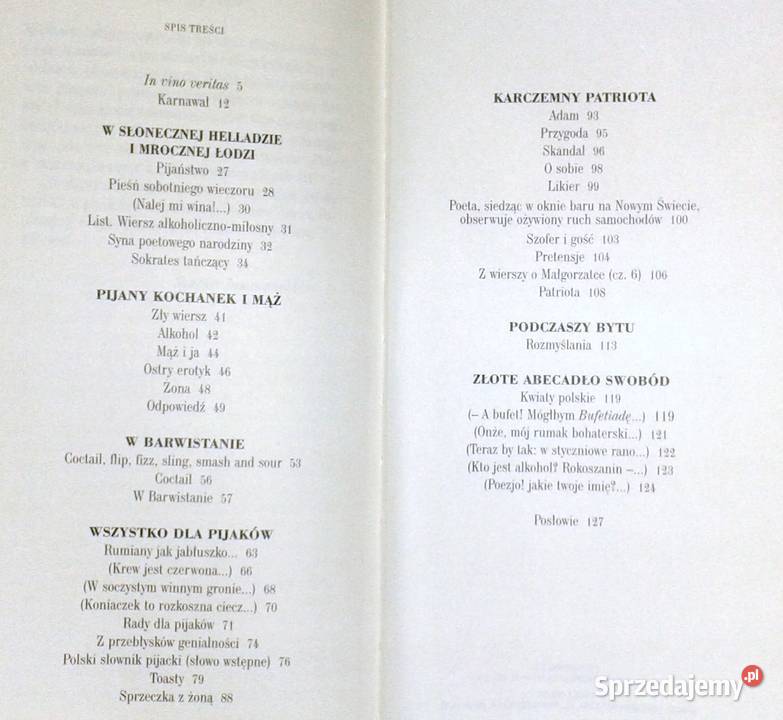 SPIS TREŚCI
In vino veritas 5
Karnawał 12
W SŁONECZNEJ HELLADZIE
I MROCZNEJ ŁODZI
Pijaństwo 27
Pieśń sobotniego wieczoru 28
(Nalej mi wina!...) 30
List. Wiersz alkoholiczno-miłosny 31
Syna poetowego narodziny 32
Sokrates tańczący 34
PIJANY KOCHANEK I MĄŻ
Zły wiersz 41
Alkohol 42
Mąż i ja 44
Ostry erotyk 46
Żona 48
Odpowiedź 49
W BARWISTANIE
Coctail, flip, fizz, sling, smash and sour 53
Coctail 56
W Barwistanie 57
WSZYSTKO DLA PIJAKÓW
Rumiany jak jabłuszko... 63
(Krew jest czerwona...) 66
(W soczystym winnym gronie...) 68
(Koniaczek to rozkoszna ciecz...) 70
Rady dla pijaków 71
Z przebłysków genialności 74
Polski słownik pijacki (słowo wstępne) 76
Toasty 79
Sprzeczka z żoną 88
KARCZEMNY PATRIOTA
Adam 93
Przygoda 95
Skandal 96
O sobie 98
Likier 99
Poeta, siedząc w oknie baru na Nowym Świecie,
obserwuje ożywiony ruch samochodów 100
Szofer i gość 103
Pretensje 104
Z wierszy o Małgorzatce (cz. 6) 106
Patriota 108
PODCZASZY BYTU
Rozmyślania 113
ZŁOTE ABECADŁO SWOBÓD
Kwiaty polskie 119
(– A bufet! Mógłbym Bufetiadę...) 119
(Onże, mój rumak bohaterski...) 121
(Teraz by tak: w styczniowe rano...) 122
(Kto jest alkohol? Rokoszanin –...) 123
(Poezjo! jakie twoje imię?...) 124
Posłowie 127
Sprzedajemy.pl